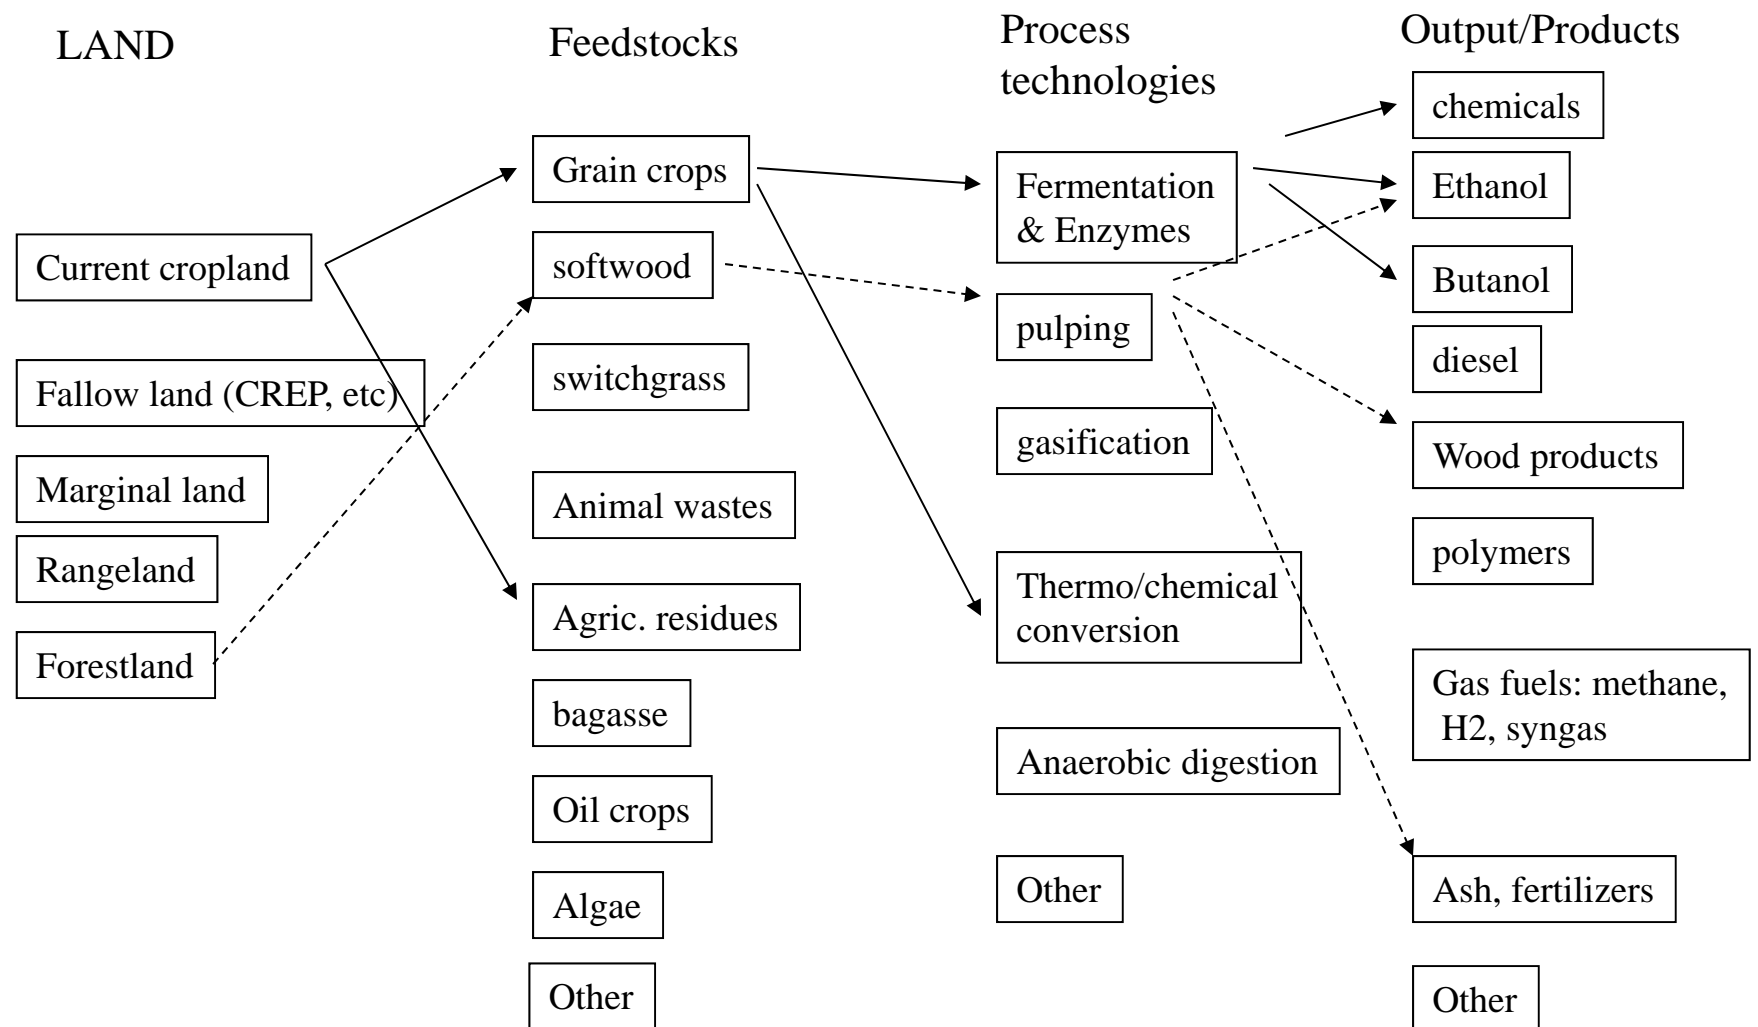 LAND
Current cropland
Fallow land (CREP, etc)
Marginal land
Rangeland
Forestland
Feedstocks
Grain crops
softwood
switchgrass
Animal wastes
Agric. residues
bagasse
Oil crops
Algae
Other
Process
technologies
Fermentation
& Enzymes
pulping
gasification
Thermo/chemical
conversion
Anaerobic digestion
Other
Output/Products
chemicals
Ethanol
Butanol
diesel
Wood products
polymers
Gas fuels: methane,
H2, syngas
Ash, fertilizers
Other